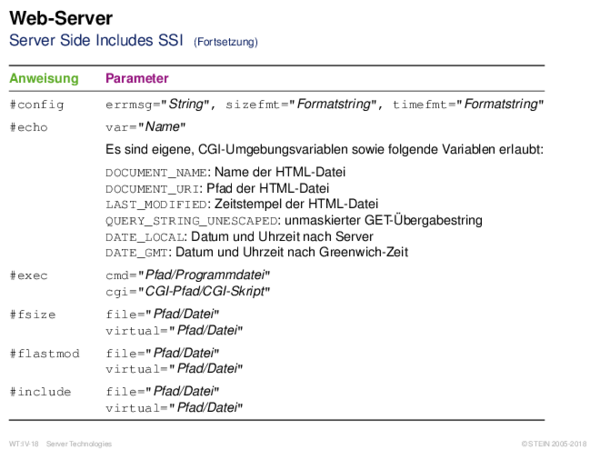 Web-Server
Server Side Includes SSI (Fortsetzung)
Anweisung Parameter
#config errmsg="String", sizefmt="Formatstring", timefmt="Formatstring"
#echo var="Name"
Es sind eigene, CGI-Umgebungsvariablen sowie folgende Variablen erlaubt:
DOCUMENT_NAME: Name der HTML-Datei
DOCUMENT_URI: Pfad der HTML-Datei
LAST_MODIFIED: Zeitstempel der HTML-Datei
QUERY_STRING_UNESCAPED: unmaskierter GET-Übergabestring
DATE_LOCAL: Datum und Uhrzeit nach Server
DATE_GMT: Datum und Uhrzeit nach Greenwich-Zeit
#exec cmd="Pfad/Programmdatei"
cgi="CGI-Pfad/CGI-Skript"
#fsize file="Pfad/Datei"
virtual="Pfad/Datei"
#flastmod file="Pfad/Datei"
virtual="Pfad/Datei"
#include file="Pfad/Datei"
virtual="Pfad/Datei"
WT:IV-16 Server Technologies © STEIN 2005-2018